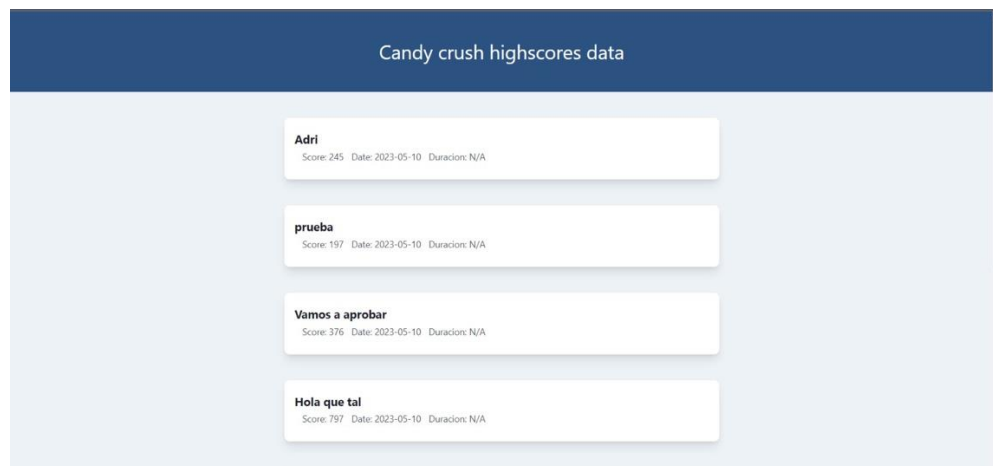 Candy crush highscores data
Adri
Score: 245 Date: 2023-05-10 Duracion: N/A
prueba
Score: 197 Date: 2023-05-10 Duracion: N/A
Vamos a aprobar
Score: 376 Date: 2023-05-10 Duracion: N/A
Hola que tal
Score: 797 Date: 2023-05-10 Duracion: N/A